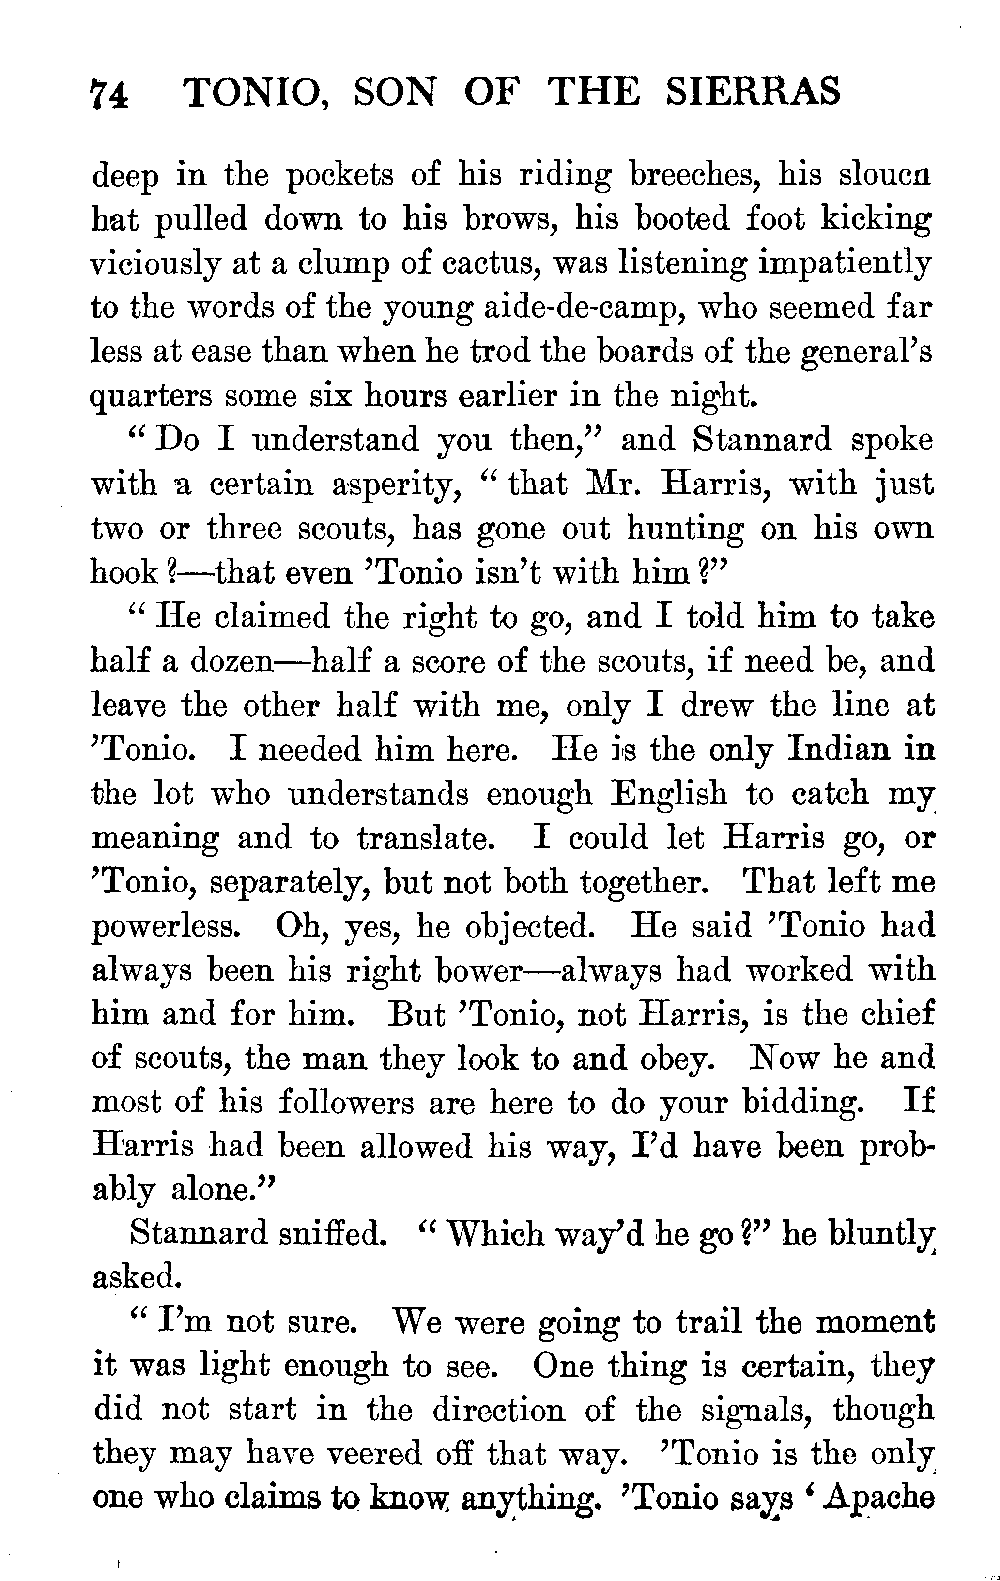 74 TONIO, SON OF THE SIERRAS
deep in the pockets of his riding breeches, his slouch
hat pulled down to his brows, his booted foot kicking
viciously at a clump of cactus, was listening impatiently
to the words of the young aide-de-camp, who seemed far
less at ease than when he trod the boards of the general's
quarters some six hours earlier in the night.
"Do I understand you then," and Stannard spoke
with a certain asperity, "that Mr. Harris, with just
two or three scouts, has gone out hunting on his own
hook?—that even 'Tonio isn't with him?"
"He claimed the right to go, and I told him to take
half a dozen—half a score of the scouts, if need be, and
leave the other half with me, only I drew the line at
'Tonio. I needed him here. He is the only Indian in
the lot who understands enough English to catch my
meaning and to translate. I could let Harris go, or
'Tonio, separately, but not both together. That left me
powerless. Oh, yes, he objected. He said 'Tonio had
always been his right bower—always had worked with
him and for him. But 'Tonio, not Harris, is the chief
of scouts, the man they look to and obey. Now he and
most of his followers are here to do your bidding. If
Harris had been allowed his way, I'd have been prob-
ably alone."
Stannard sniffed. "Which way'd he go?" he bluntly
asked.
"I'm not sure. We were going to trail the moment
it was light enough to see. One thing is certain, they
did not start in the direction of the signals, though
they may have veered off that way. 'Tonio is the only
one who claims to know anything. 'Tonio says 'Apache